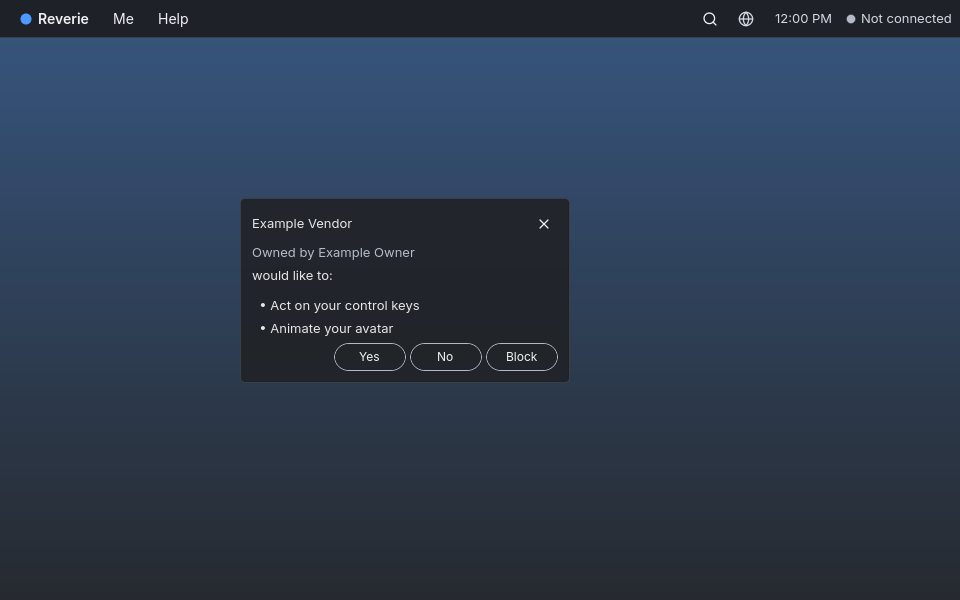 Reverie Me Help 12:00 PM Not connected
Example Vendor
Owned by Example Owner
would like to:
• Act on your control keys
• Animate your avatar
Yes No Block